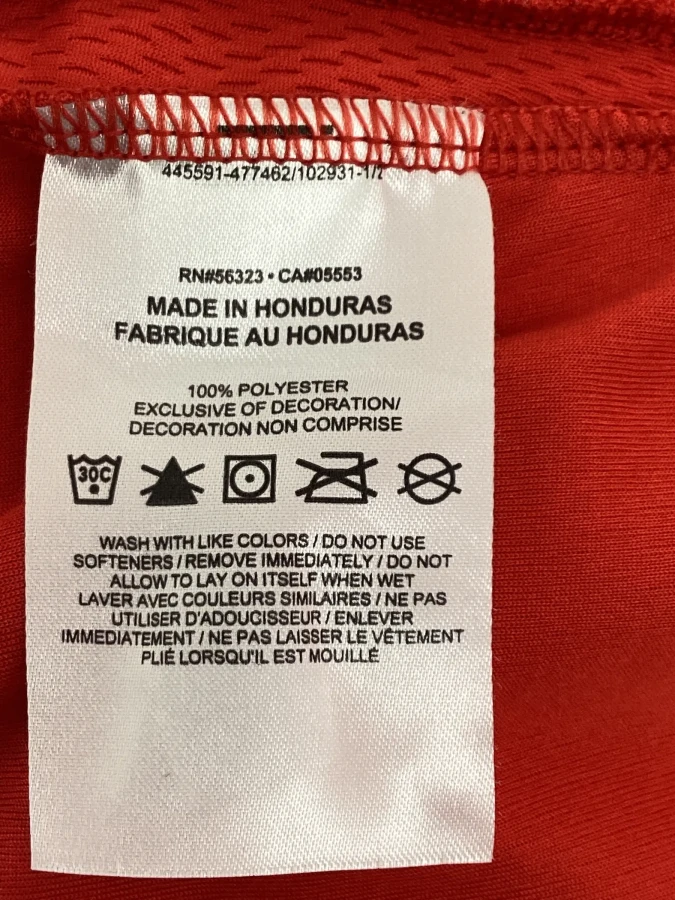 445591-477462/102931-1/2
RN#56323 • CA#05553
MADE IN HONDURAS
FABRIQUE AU HONDURAS
100% POLYESTER
EXCLUSIVE OF DECORATION/
DECORATION NON COMPRISE
30C
WASH WITH LIKE COLORS / DO NOT USE
SOFTENERS / REMOVE IMMEDIATELY / DO NOT
ALLOW TO LAY ON ITSELF WHEN WET
LAVER AVEC COULEURS SIMILAIRES / NE PAS
UTILISER D'ADOUCISSEUR / ENLEVER
IMMEDIATEMENT / NE PAS LAISSER LE VÊTEMENT
PLIÉ LORSQU'IL EST MOUILLÉ